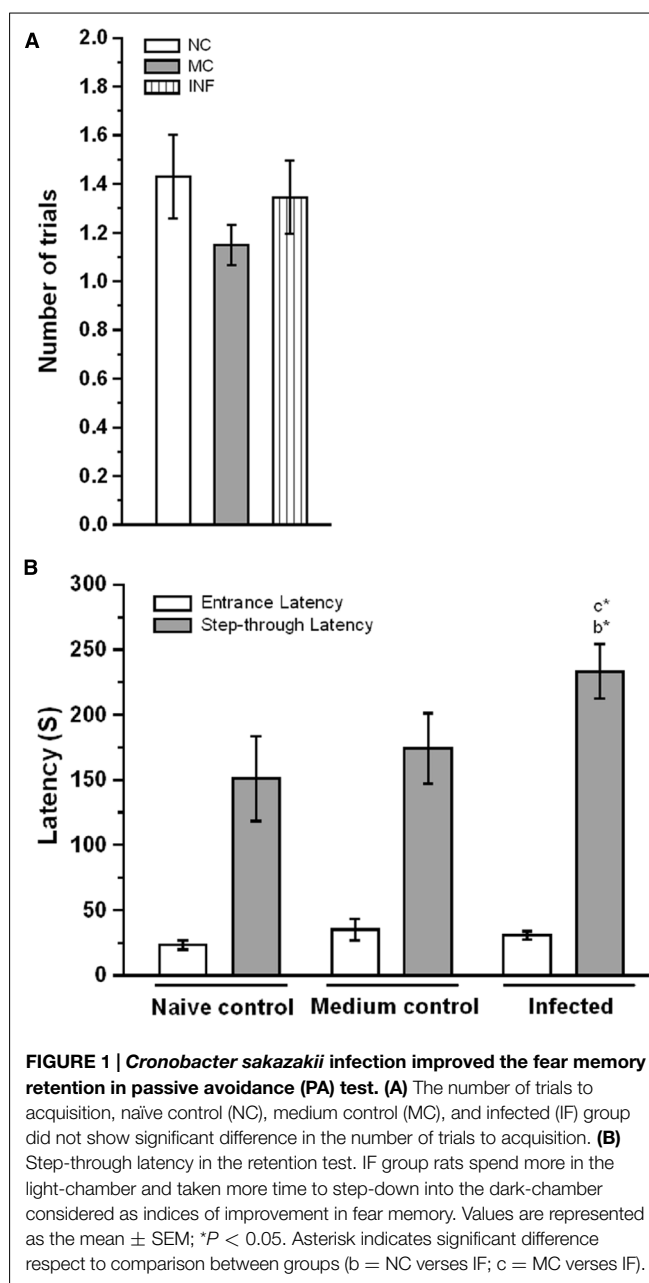 A
NC
MC
INF
2.0
1.8
1.6
1.4
1.2
1.0
0.8
0.6
0.4
0.2
0.0
Number of trials
B
Entrance Latency
Step-through Latency
c*
b*
300
250
200
150
100
50
0
Latency (S)
Naive control Medium control Infected
FIGURE 1 | Cronobacter sakazakii infection improved the fear memory
retention in passive avoidance (PA) test. (A) The number of trials to
acquisition, naïve control (NC), medium control (MC), and infected (IF) group
did not show significant difference in the number of trials to acquisition. (B)
Step-through latency in the retention test. IF group rats spend more in the
light-chamber and taken more time to step-down into the dark-chamber
considered as indices of improvement in fear memory. Values are represented
as the mean ± SEM; *P < 0.05. Asterisk indicates significant difference
respect to comparison between groups (b = NC verses IF; c = MC verses IF).